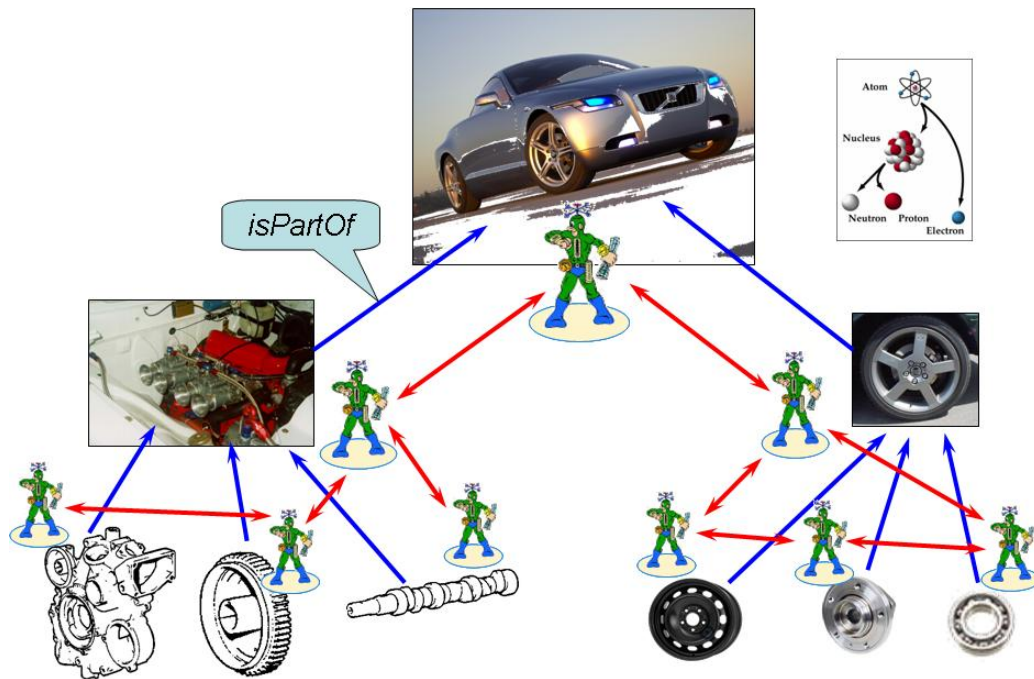 isPartOf
Atom
Nucleus
Neutron
Proton
Electron